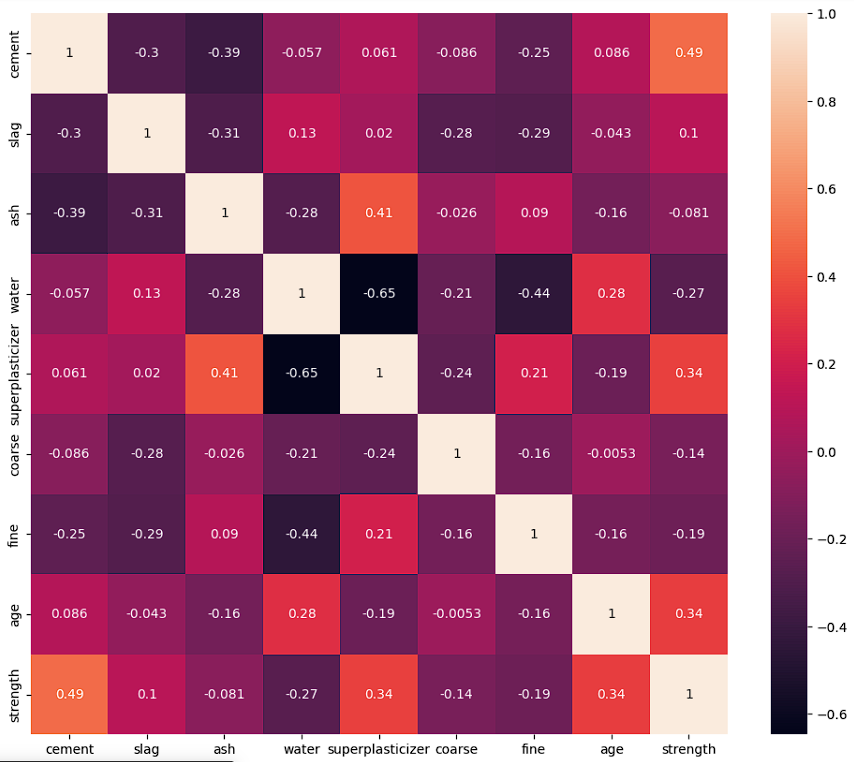 cement 1 -0.3 -0.39 -0.057 0.061 -0.086 -0.25 0.086 0.49
slag -0.3 1 -0.31 0.13 0.02 -0.28 -0.29 -0.043 0.1
ash -0.39 -0.31 1 -0.28 0.41 -0.026 0.09 -0.16 -0.081
water -0.057 0.13 -0.28 1 -0.65 -0.21 -0.44 0.28 -0.27
superplasticizer 0.061 0.02 0.41 -0.65 1 -0.24 0.21 -0.19 0.34
coarse -0.086 -0.28 -0.026 -0.21 -0.24 1 -0.16 -0.0053 -0.14
fine -0.25 -0.29 0.09 -0.44 0.21 -0.16 1 -0.16 -0.19
age 0.086 -0.043 -0.16 0.28 -0.19 -0.0053 -0.16 1 0.34
strength 0.49 0.1 -0.081 -0.27 0.34 -0.14 -0.19 0.34 1
cement slag ash water superplasticizer coarse fine age strength
1.0
0.8
0.6
0.4
0.2
0.0
−0.2
−0.4
−0.6